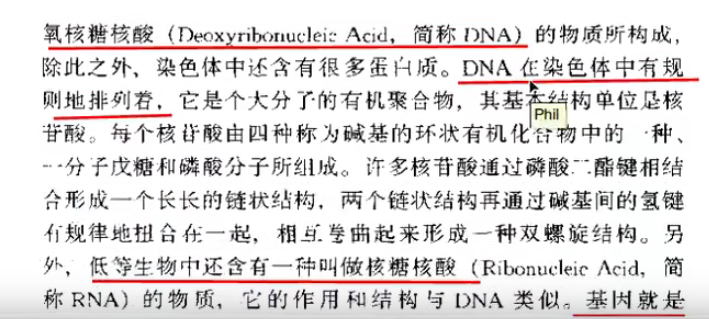 氧核糖核酸（Deoxyribonucleic Acid，简称 DNA）的物质所构成，
除此之外，染色体中还含有很多蛋白质。DNA 在染色体中有规
则地排列着，它是个大分子的有机聚合物，其基本结构单位是核
苷酸。每个核苷酸由四种称为碱基的环状有机化合物中的一种、
一分子戊糖和磷酸分子所组成。许多核苷酸通过磷酸二酯键相结
合形成一个长长的链状结构，两个链状结构再通过碱基间的氢键
有规律地扭合在一起，相互卷曲起来形成一种双螺旋结构。另
外，低等生物中还含有一种叫做核糖核酸（Ribonucleic Acid，简
称 RNA）的物质，它的作用和结构与 DNA 类似。基因就是
Phil